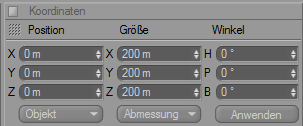 Koordinaten
Position Größe Winkel
X 0 m X 200 m H 0 °
Y 0 m Y 200 m P 0 °
Z 0 m Z 200 m B 0 °
Objekt Abmessung Anwenden